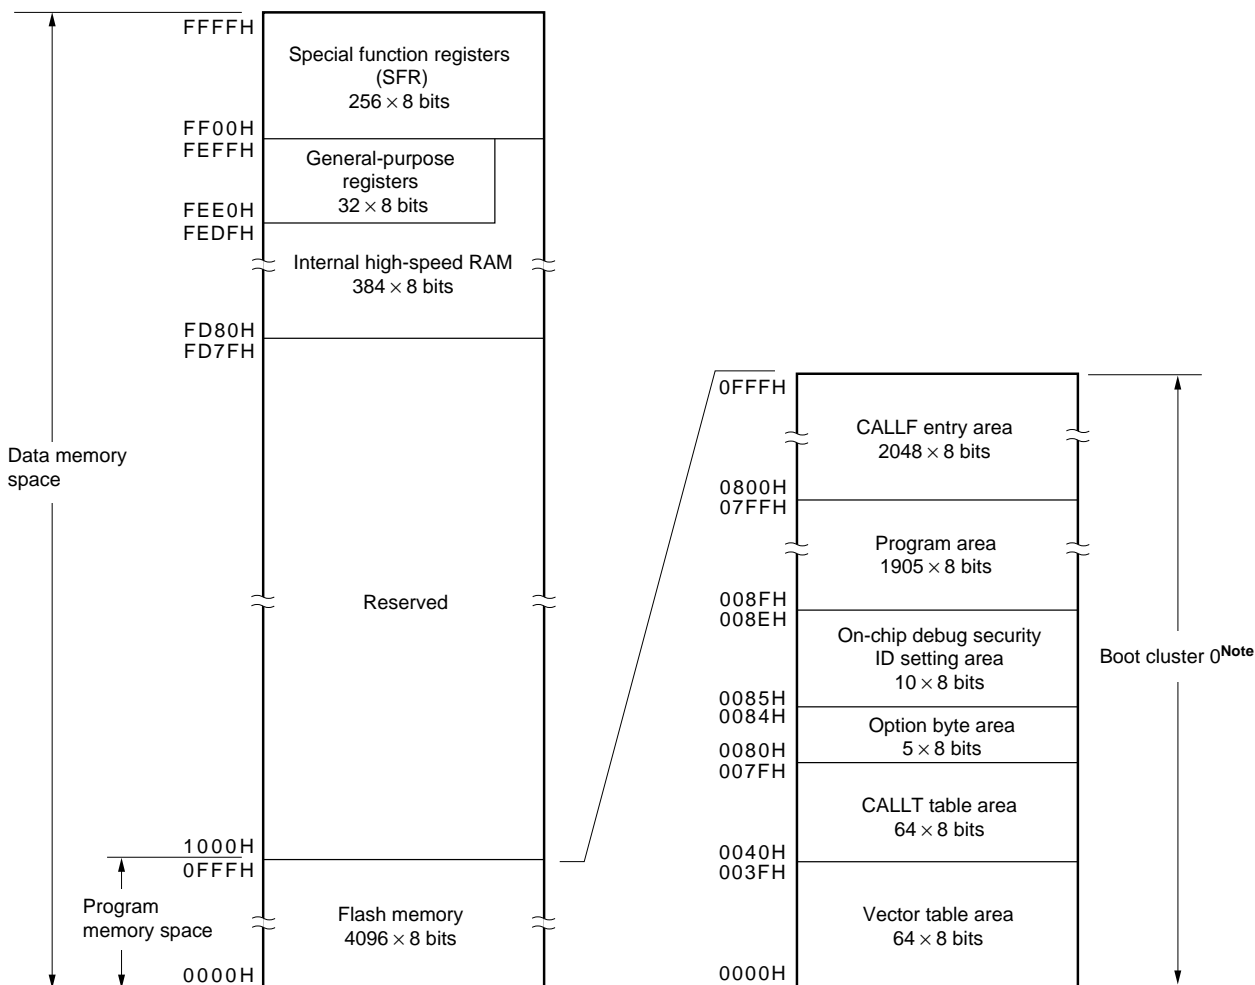 FFFFH
Special function registers
(SFR)
256 × 8 bits
FF00H
FEFFH
General-purpose
registers
32 × 8 bits
FEE0H
FEDFH
Internal high-speed RAM
384 × 8 bits
FD80H
FD7FH
Data memory
space
Reserved
1000H
0FFFH
Program
memory space
Flash memory
4096 × 8 bits
0000H
0FFFH
CALLF entry area
2048 × 8 bits
0800H
07FFH
Program area
1905 × 8 bits
008FH
008EH
On-chip debug security
ID setting area
10 × 8 bits
0085H
0084H
Option byte area
5 × 8 bits
0080H
007FH
CALLT table area
64 × 8 bits
0040H
003FH
Vector table area
64 × 8 bits
0000H
Boot cluster 0Note